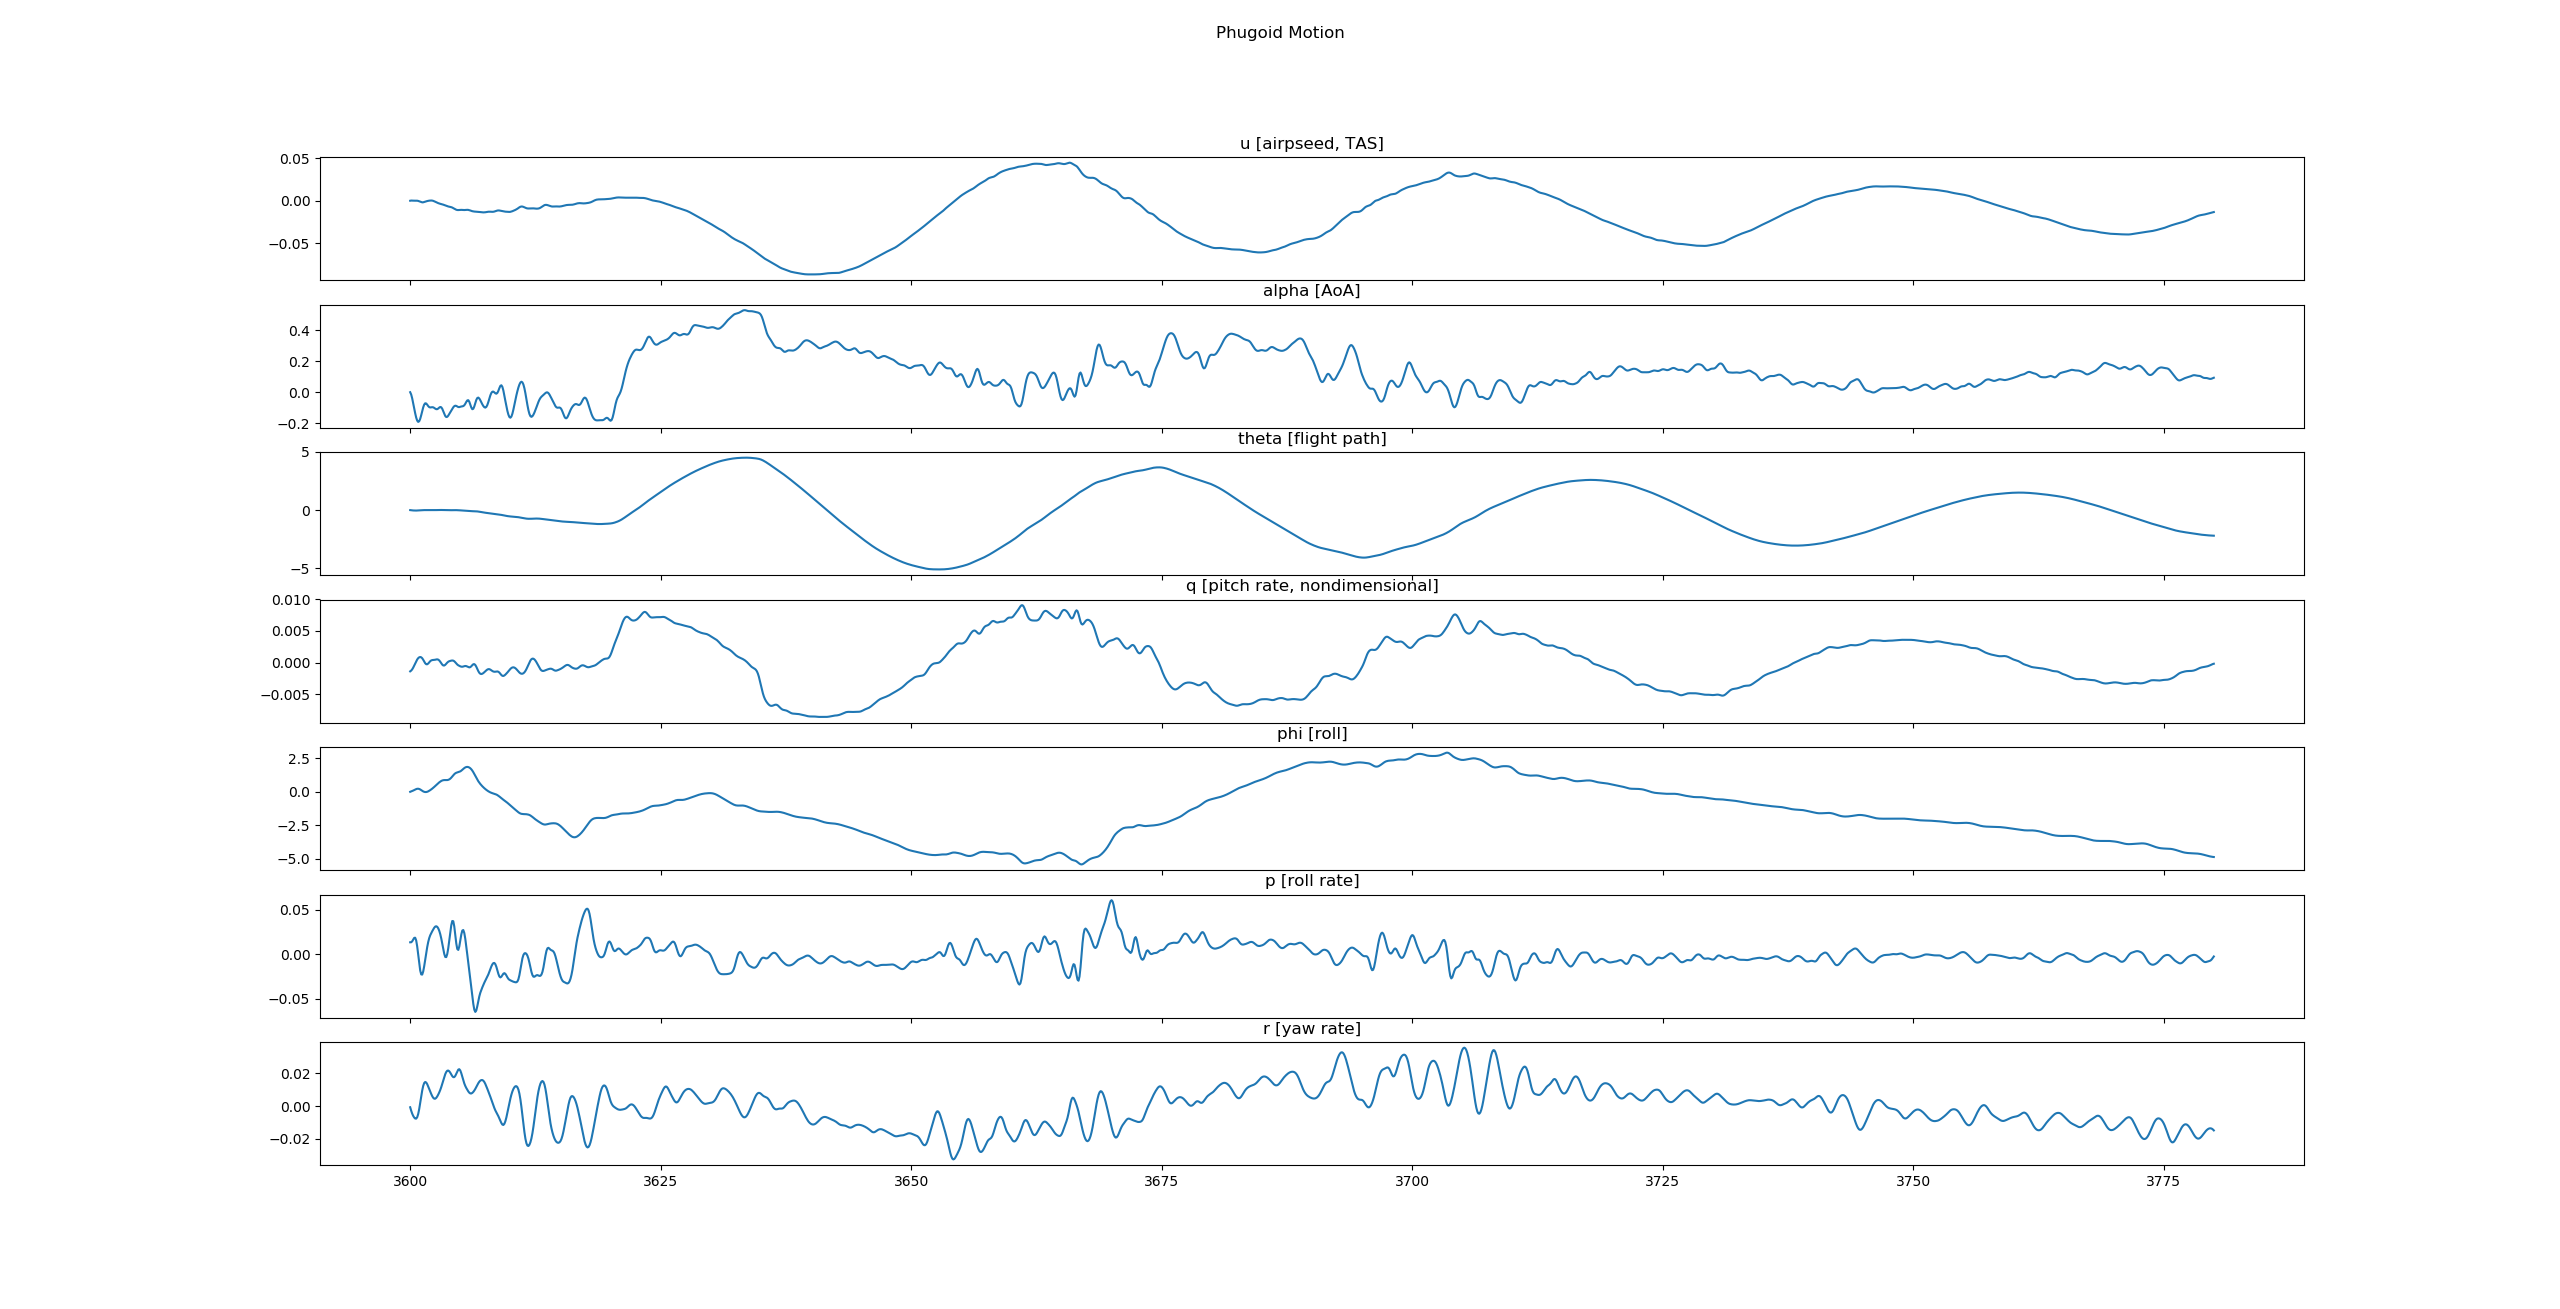 Phugoid Motion
u [airpseed, TAS]
0.05
0.00
−0.05
alpha [AoA]
0.4
0.2
0.0
−0.2
theta [flight path]
5
0
−5
q [pitch rate, nondimensional]
0.010
0.005
0.000
−0.005
phi [roll]
2.5
0.0
−2.5
−5.0
p [roll rate]
0.05
0.00
−0.05
r [yaw rate]
0.02
0.00
−0.02
3600 3625 3650 3675 3700 3725 3750 3775